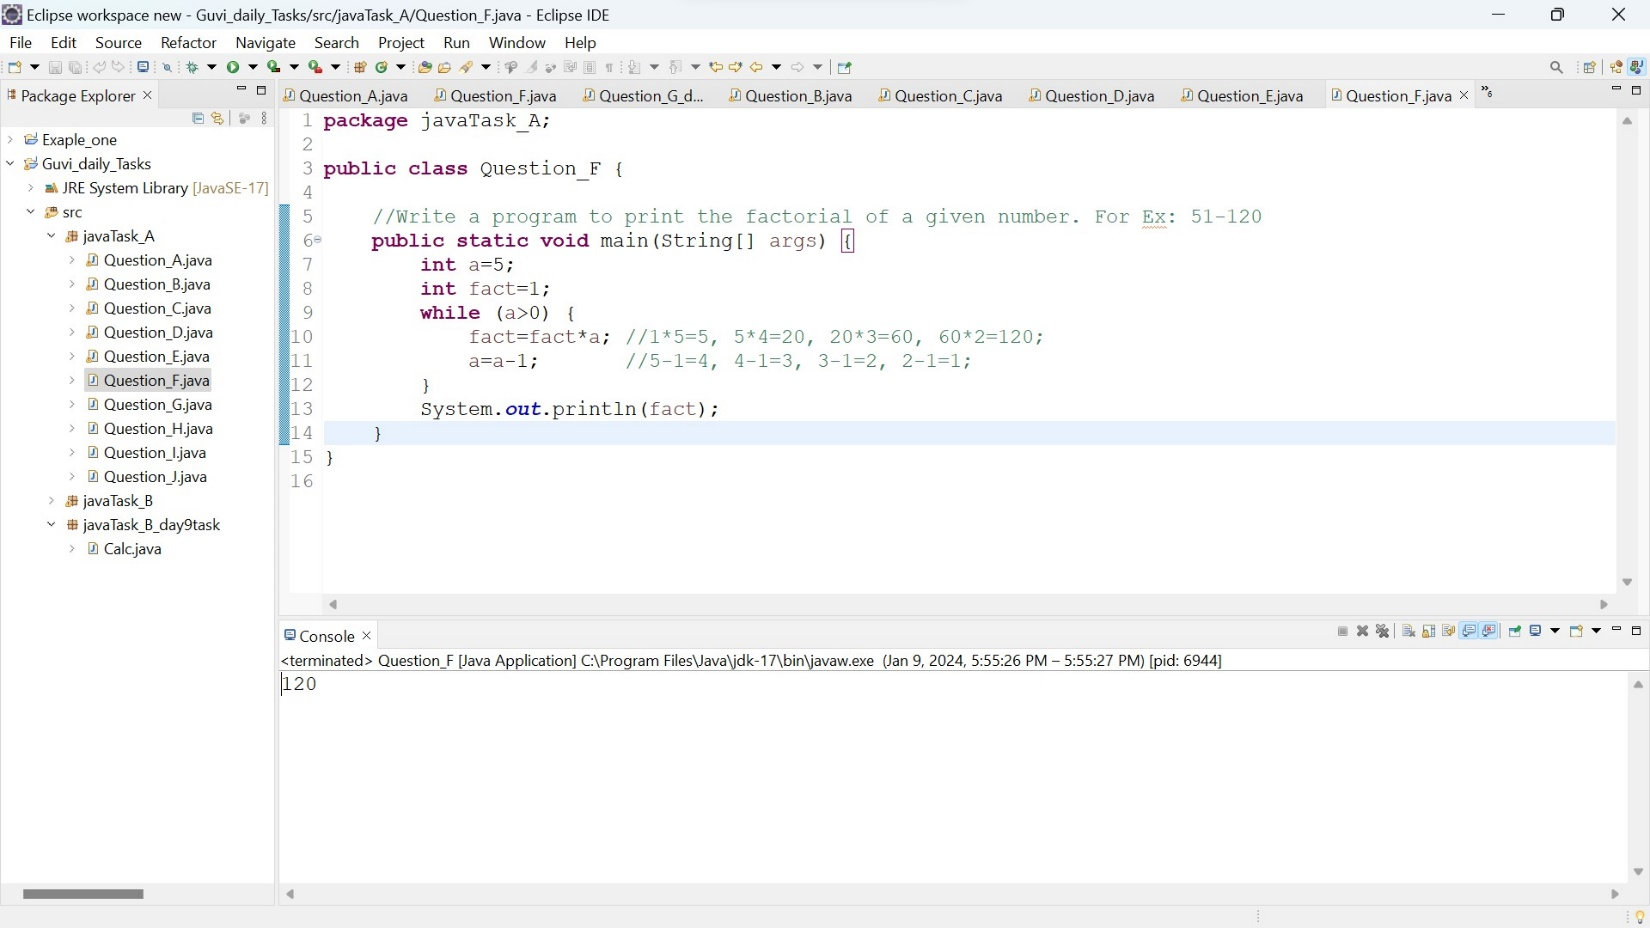 Eclipse workspace new - Guvi_daily_Tasks/src/javaTask_A/Question_F.java - Eclipse IDE
File Edit Source Refactor Navigate Search Project Run Window Help
Package Explorer
Exaple_one
Guvi_daily_Tasks
JRE System Library [JavaSE-17]
src
javaTask_A
Question_A.java
Question_B.java
Question_C.java
Question_D.java
Question_E.java
Question_F.java
Question_G.java
Question_H.java
Question_I.java
Question_J.java
javaTask_B
javaTask_B_day9task
Calc.java
Question_A.java Question_F.java Question_G_d... Question_B.java Question_C.java Question_D.java Question_E.java Question_F.java »6
1 package javaTask_A;
2
3 public class Question_F {
4
5 //Write a program to print the factorial of a given number. For Ex: 51-120
6 public static void main(String[] args) {
7 int a=5;
8 int fact=1;
9 while (a>0) {
10 fact=fact*a; //1*5=5, 5*4=20, 20*3=60, 60*2=120;
11 a=a-1; //5-1=4, 4-1=3, 3-1=2, 2-1=1;
12 }
13 System.out.println(fact);
14 }
15 }
16
Console
<terminated> Question_F [Java Application] C:\Program Files\Java\jdk-17\bin\javaw.exe (Jan 9, 2024, 5:55:26 PM – 5:55:27 PM) [pid: 6944]
120